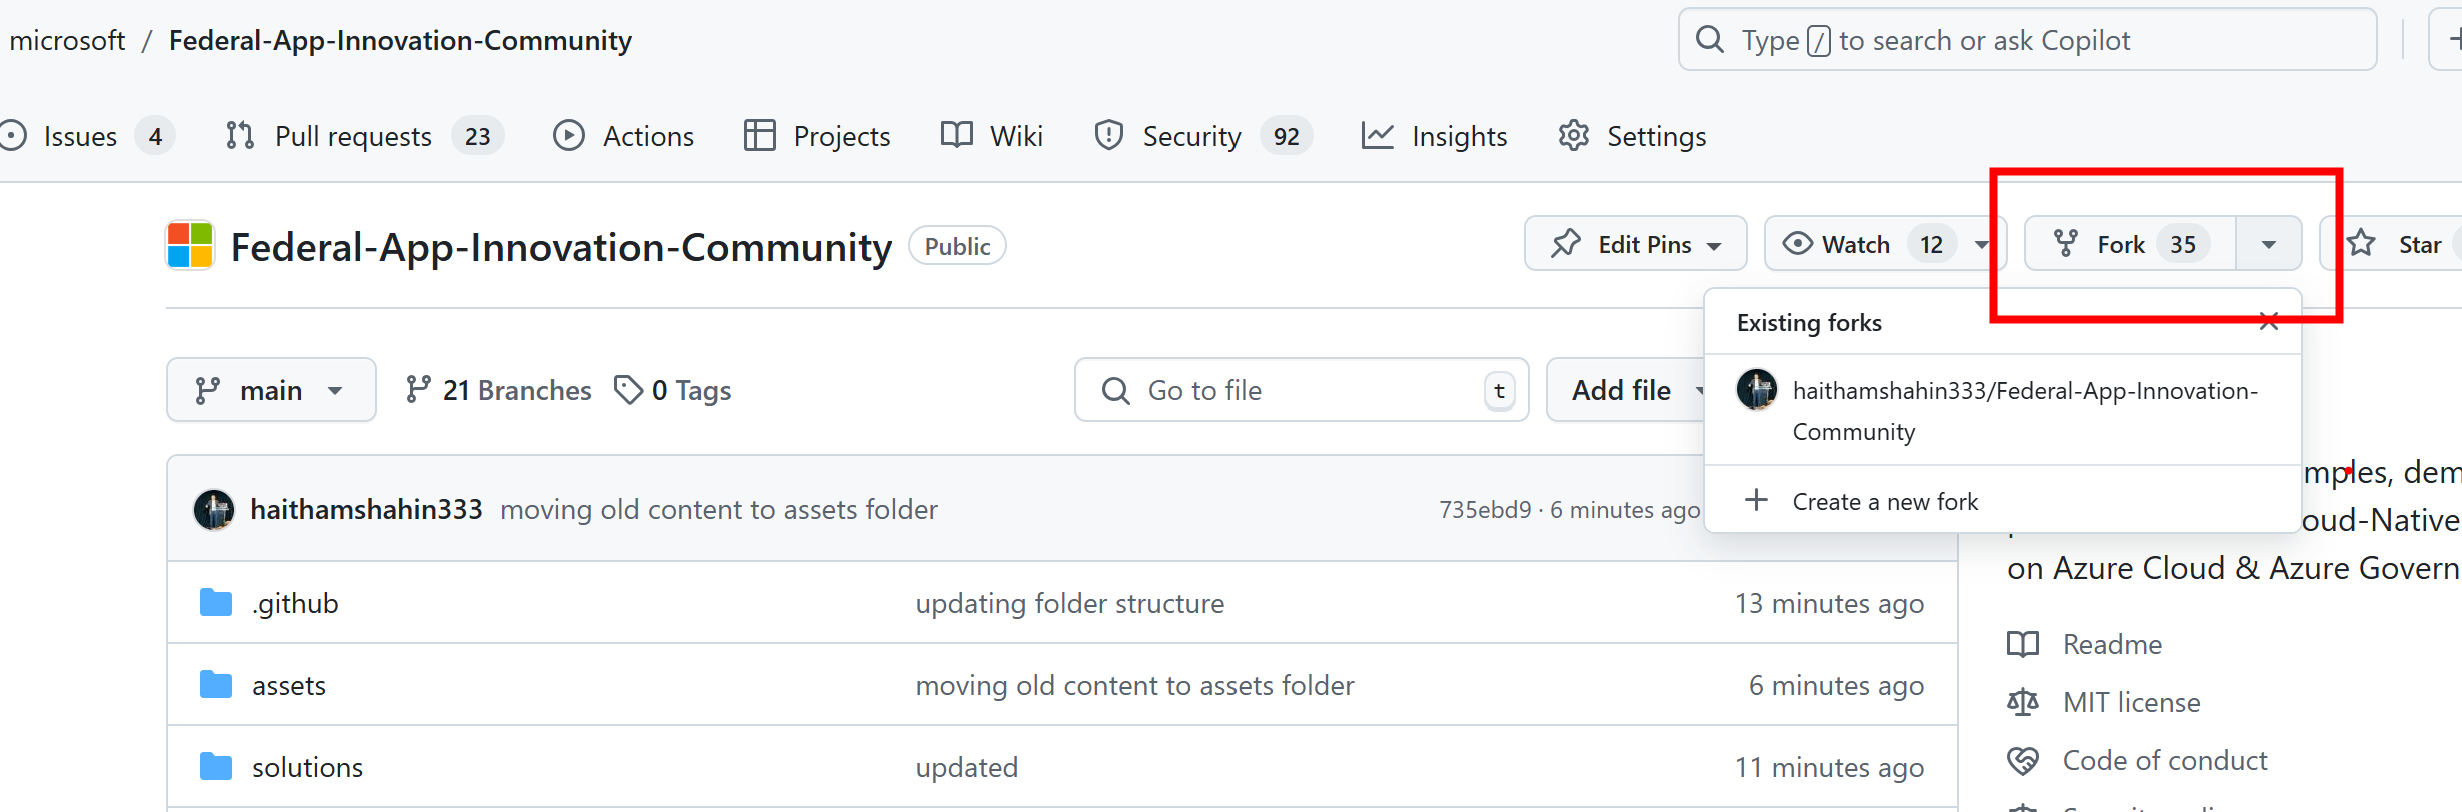 microsoft / Federal-App-Innovation-Community
Type / to search or ask Copilot
Issues 4 Pull requests 23 Actions Projects Wiki Security 92 Insights Settings
Federal-App-Innovation-Community Public
Edit Pins Watch 12 Fork 35 Star
Existing forks
haithamshahin333/Federal-App-Innovation-
Community
Create a new fork
main 21 Branches 0 Tags
Go to file t Add file
haithamshahin333 moving old content to assets folder 735ebd9 · 6 minutes ago
.github updating folder structure 13 minutes ago
assets moving old content to assets folder 6 minutes ago
solutions updated 11 minutes ago
mples, dem
oud-Native
on Azure Cloud & Azure Govern
Readme
MIT license
Code of conduct